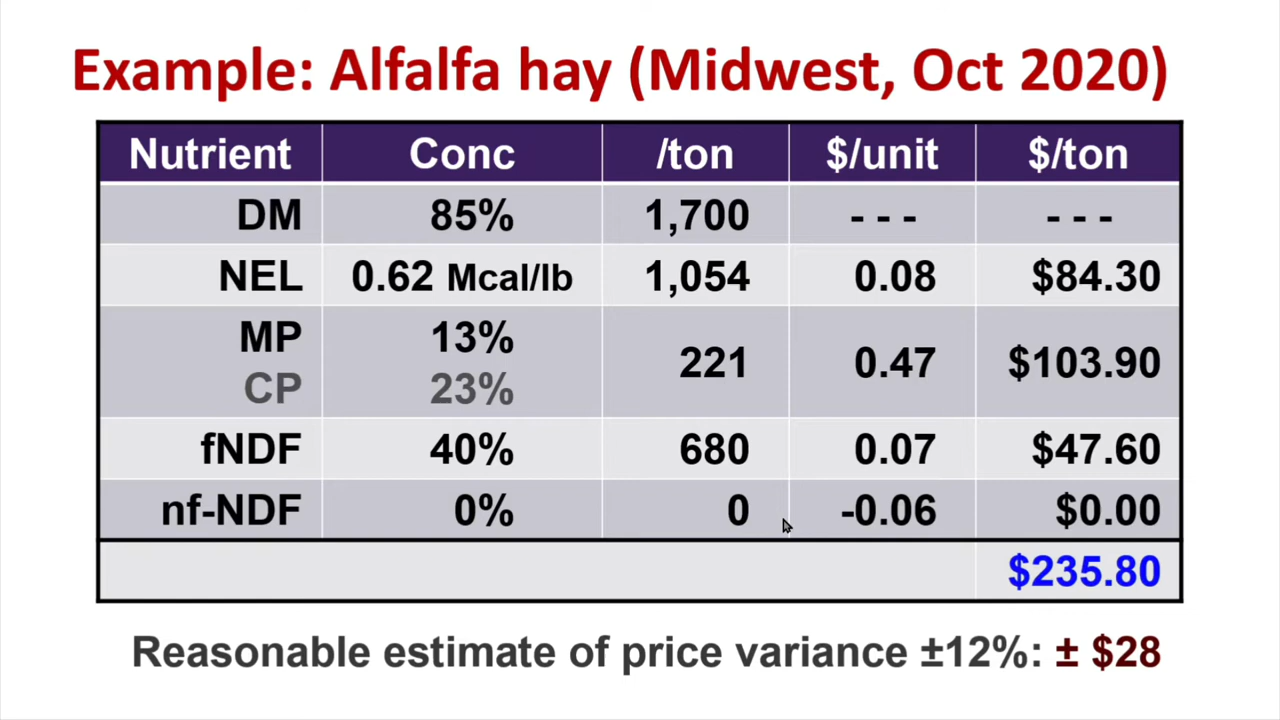 Example: Alfalfa hay (Midwest, Oct 2020)
Nutrient Conc /ton $/unit $/ton
DM 85% 1,700 - - - - - -
NEL 0.62 Mcal/lb 1,054 0.08 $84.30
MP 13%
CP 23% 221 0.47 $103.90
fNDF 40% 680 0.07 $47.60
nf-NDF 0% 0 -0.06 $0.00
$235.80
Reasonable estimate of price variance ±12%: ± $28